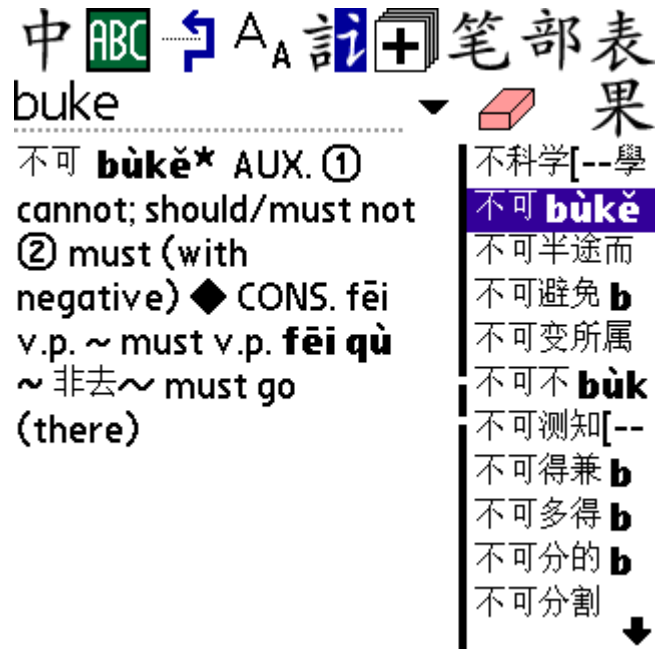 中 ABC A A 訁i 笔 部 表
buke 果
不可 bùkě* AUX. ①
cannot; should/must not
② must (with
negative) ◆ CONS. fēi
v.p. ~ must v.p. fēi qù
~ 非去～ must go
(there)
不科学[--學
不可 bùkě
不可半途而
不可避免 b
不可变所属
不可不 bùk
不可测知[--
不可得兼 b
不可多得 b
不可分的 b
不可分割